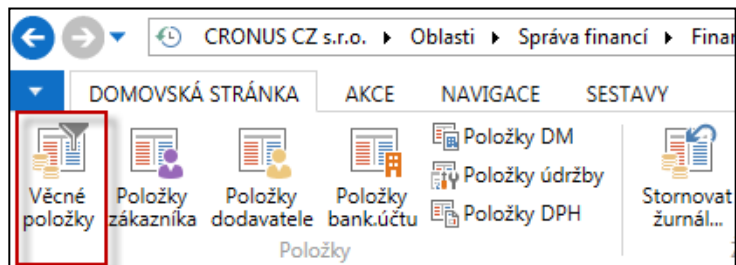 CRONUS CZ s.r.o. ▸ Oblasti ▸ Správa financí ▸
DOMOVSKÁ STRÁNKA AKCE NAVIGACE SESTAVY
Věcné položky
Položky zákazníka
Položky dodavatele
Položky bank.účtu
Položky DM
Položky údržby
Položky DPH
Stornovat žurnál...
Položky